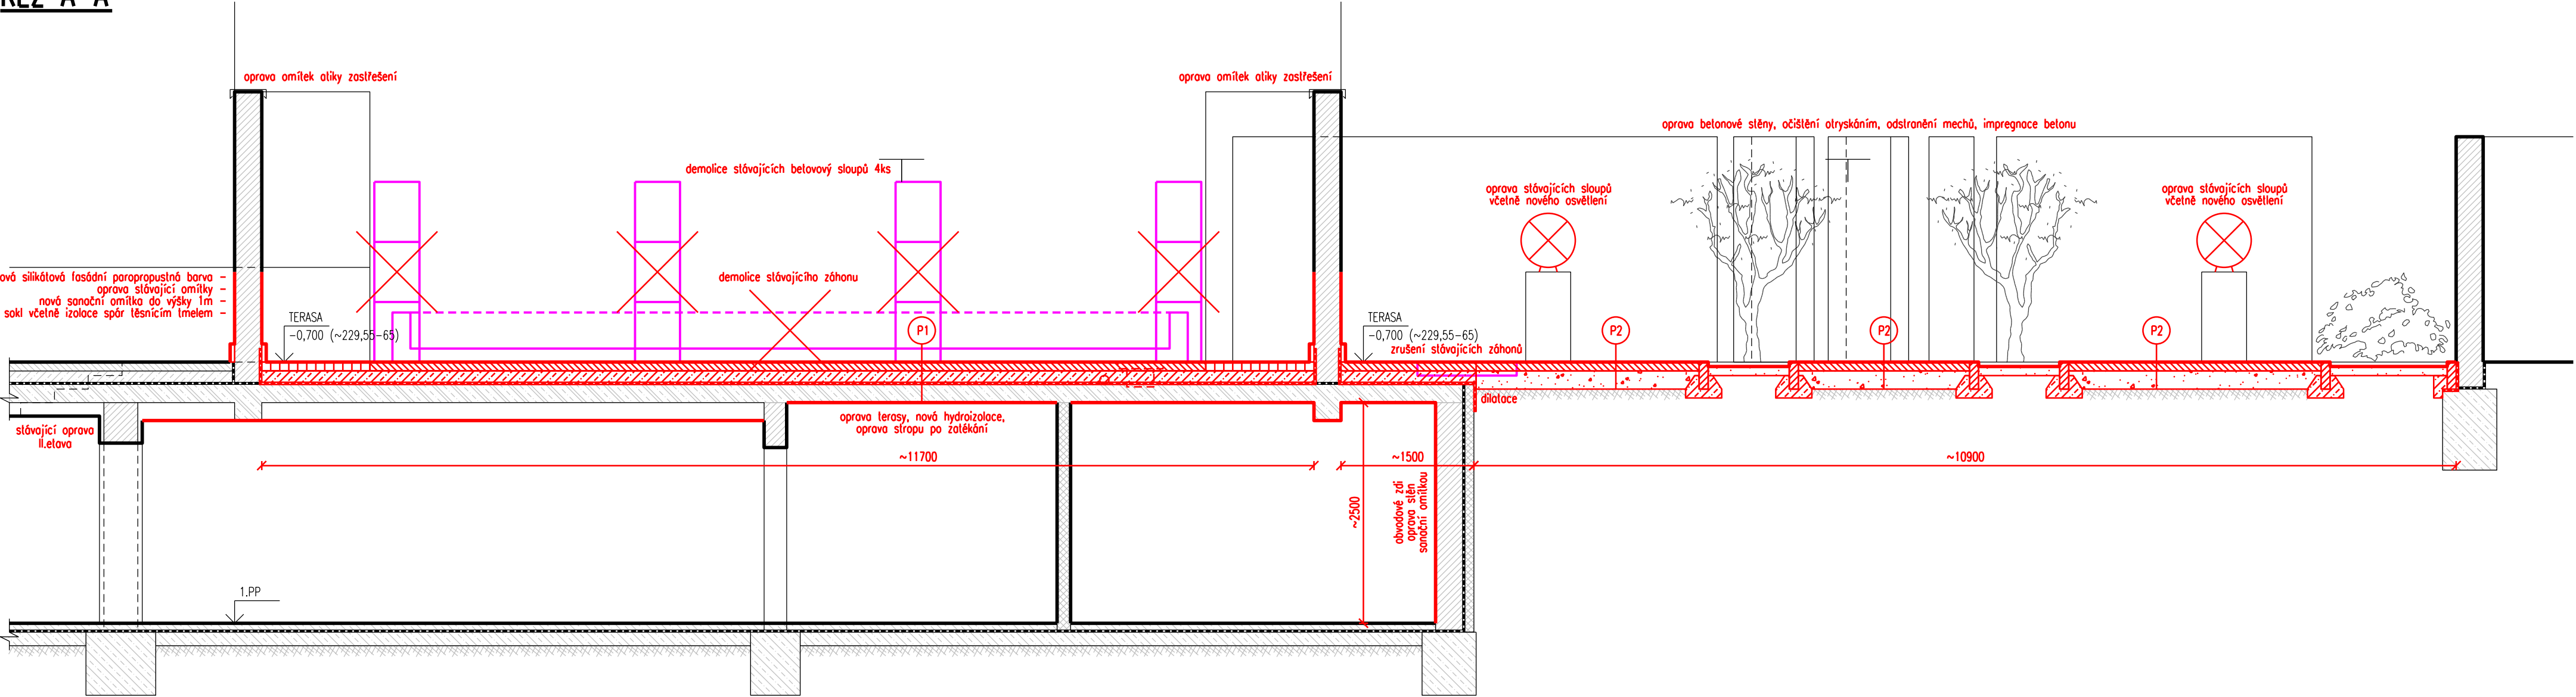 ŘEZ A-A
oprava omítek atiky zastřešení
oprava omítek atiky zastřešení
oprava betonové stěny, očištění otryskáním, odstranění mechů, impregnace betonu
demolice stávajících betovový sloupů 4ks
oprava stávajících sloupů
včetně nového osvětlení
oprava stávajících sloupů
včetně nového osvětlení
ová silikátová fasádní paropropustná barva -
oprava stávající omítky -
nová sanační omítka do výšky 1m -
sokl včetně izolace spár těsnícím tmelem -
demolice stávajícího záhonu
TERASA
-0,700 (~229,55-65)
P1
TERASA
-0,700 (~229,55-65)
zrušení stávajících záhonů
P2
P2
P2
dilatace
stávající oprava
II.etava
oprava terasy, nová hydroizolace,
oprava stropu po zatékání
~11700
~1500
~10900
~2500
obvodové zdi
oprava stěn
sanační omítkou
1.PP